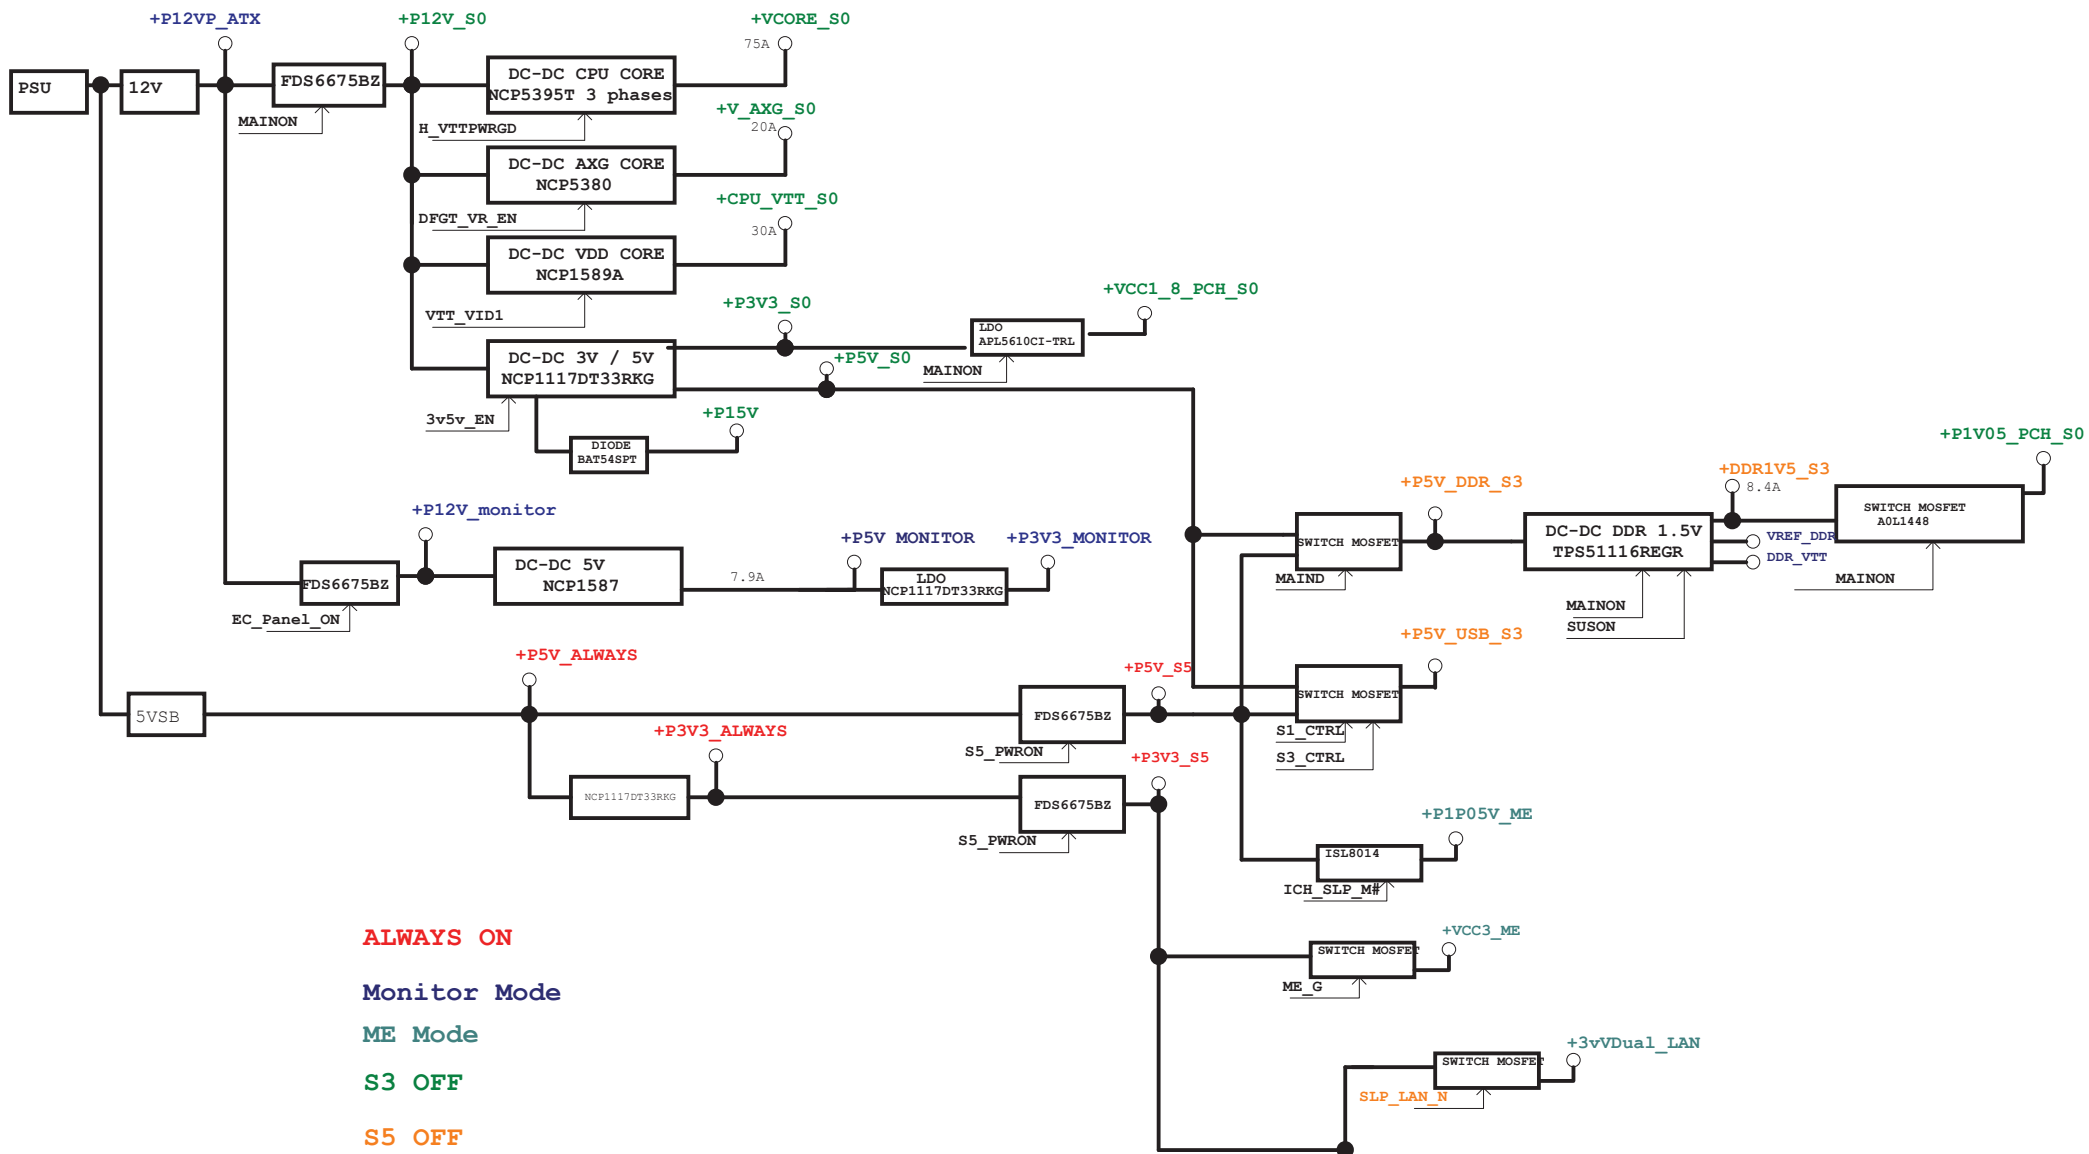 +P12VP_ATX
+P12V_S0
+VCORE_S0
75A
PSU
12V
FDS6675BZ
DC-DC CPU CORE
NCP5395T 3 phases
MAINON
H_VTTPWRGD
+V_AXG_S0
20A
DC-DC AXG CORE
NCP5380
DFGT_VR_EN
+CPU_VTT_S0
30A
DC-DC VDD CORE
NCP1589A
VTT_VID1
+P3V3_S0
+VCC1_8_PCH_S0
LDO
APL5610CI-TRL
MAINON
DC-DC 3V / 5V
NCP1117DT33RKG
+P5V_S0
3v5v_EN
+P15V
DIODE
BAT54SPT
+P1V05_PCH_S0
+P5V_DDR_S3
+DDR1V5_S3
8.4A
SWITCH MOSFET
AOL1448
MAINON
+P12V_monitor
+P5V MONITOR
+P3V3_MONITOR
SWITCH MOSFET
MAIND
DC-DC DDR 1.5V
TPS51116REGR
VREF_DDR
DDR_VTT
MAINON
SUSON
FDS6675BZ
EC_Panel_ON
DC-DC 5V
NCP1587
7.9A
LDO
NCP1117DT33RKG
+P5V_ALWAYS
+P5V_S5
+P5V_USB_S3
5VSB
FDS6675BZ
S5_PWRON
SWITCH MOSFET
S1_CTRL
S3_CTRL
+P3V3_ALWAYS
+P3V3_S5
NCP1117DT33RKG
FDS6675BZ
S5_PWRON
+P1P05V_ME
ISL8014
ICH_SLP_M#
+VCC3_ME
SWITCH MOSFET
ME_G
+3vVDual_LAN
SWITCH MOSFET
SLP_LAN_N
ALWAYS ON
Monitor Mode
ME Mode
S3 OFF
S5 OFF